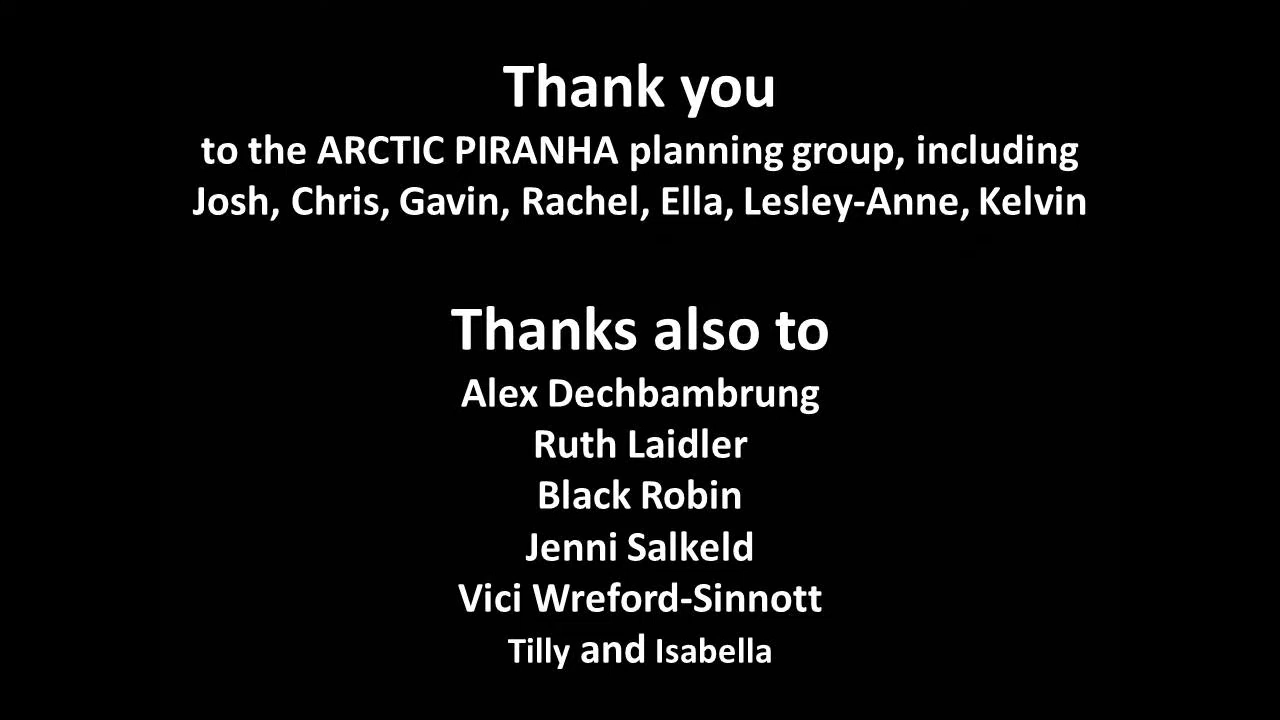 Thank you
to the ARCTIC PIRANHA planning group, including
Josh, Chris, Gavin, Rachel, Ella, Lesley-Anne, Kelvin
Thanks also to
Alex Dechbambrung
Ruth Laidler
Black Robin
Jenni Salkeld
Vici Wreford-Sinnott
Tilly and Isabella